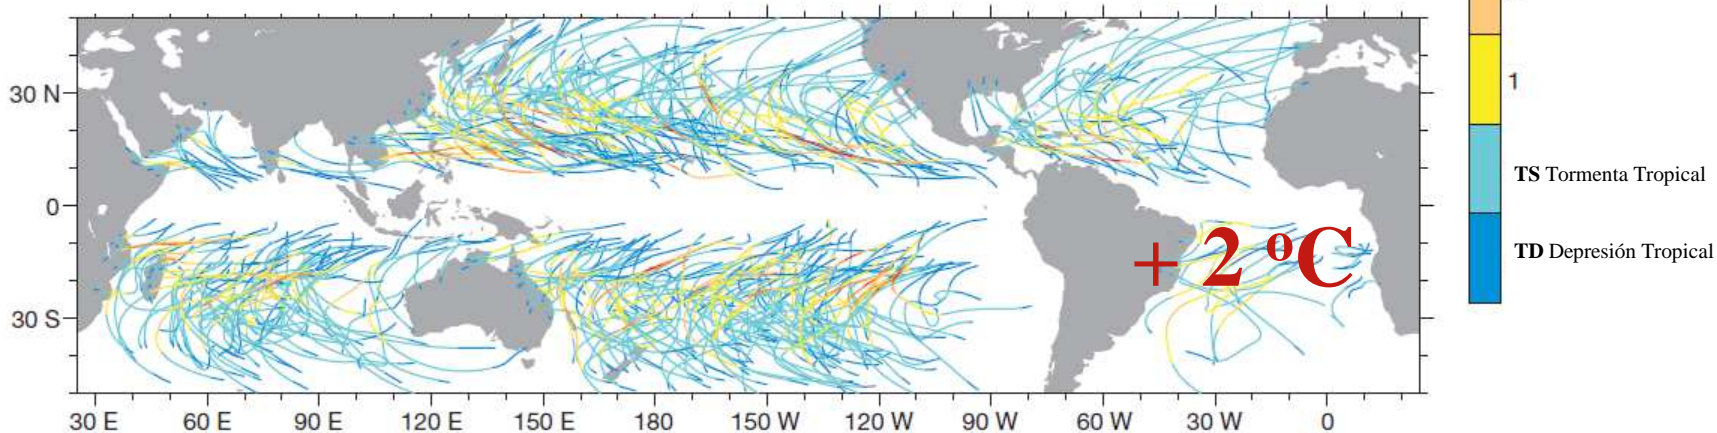 30 N
0
30 S
30 E 60 E 90 E 120 E 150 E 180 150 W 120 W 90 W 60 W 30 W 0
+ 2 ºC
1
TS Tormenta Tropical
TD Depresión Tropical